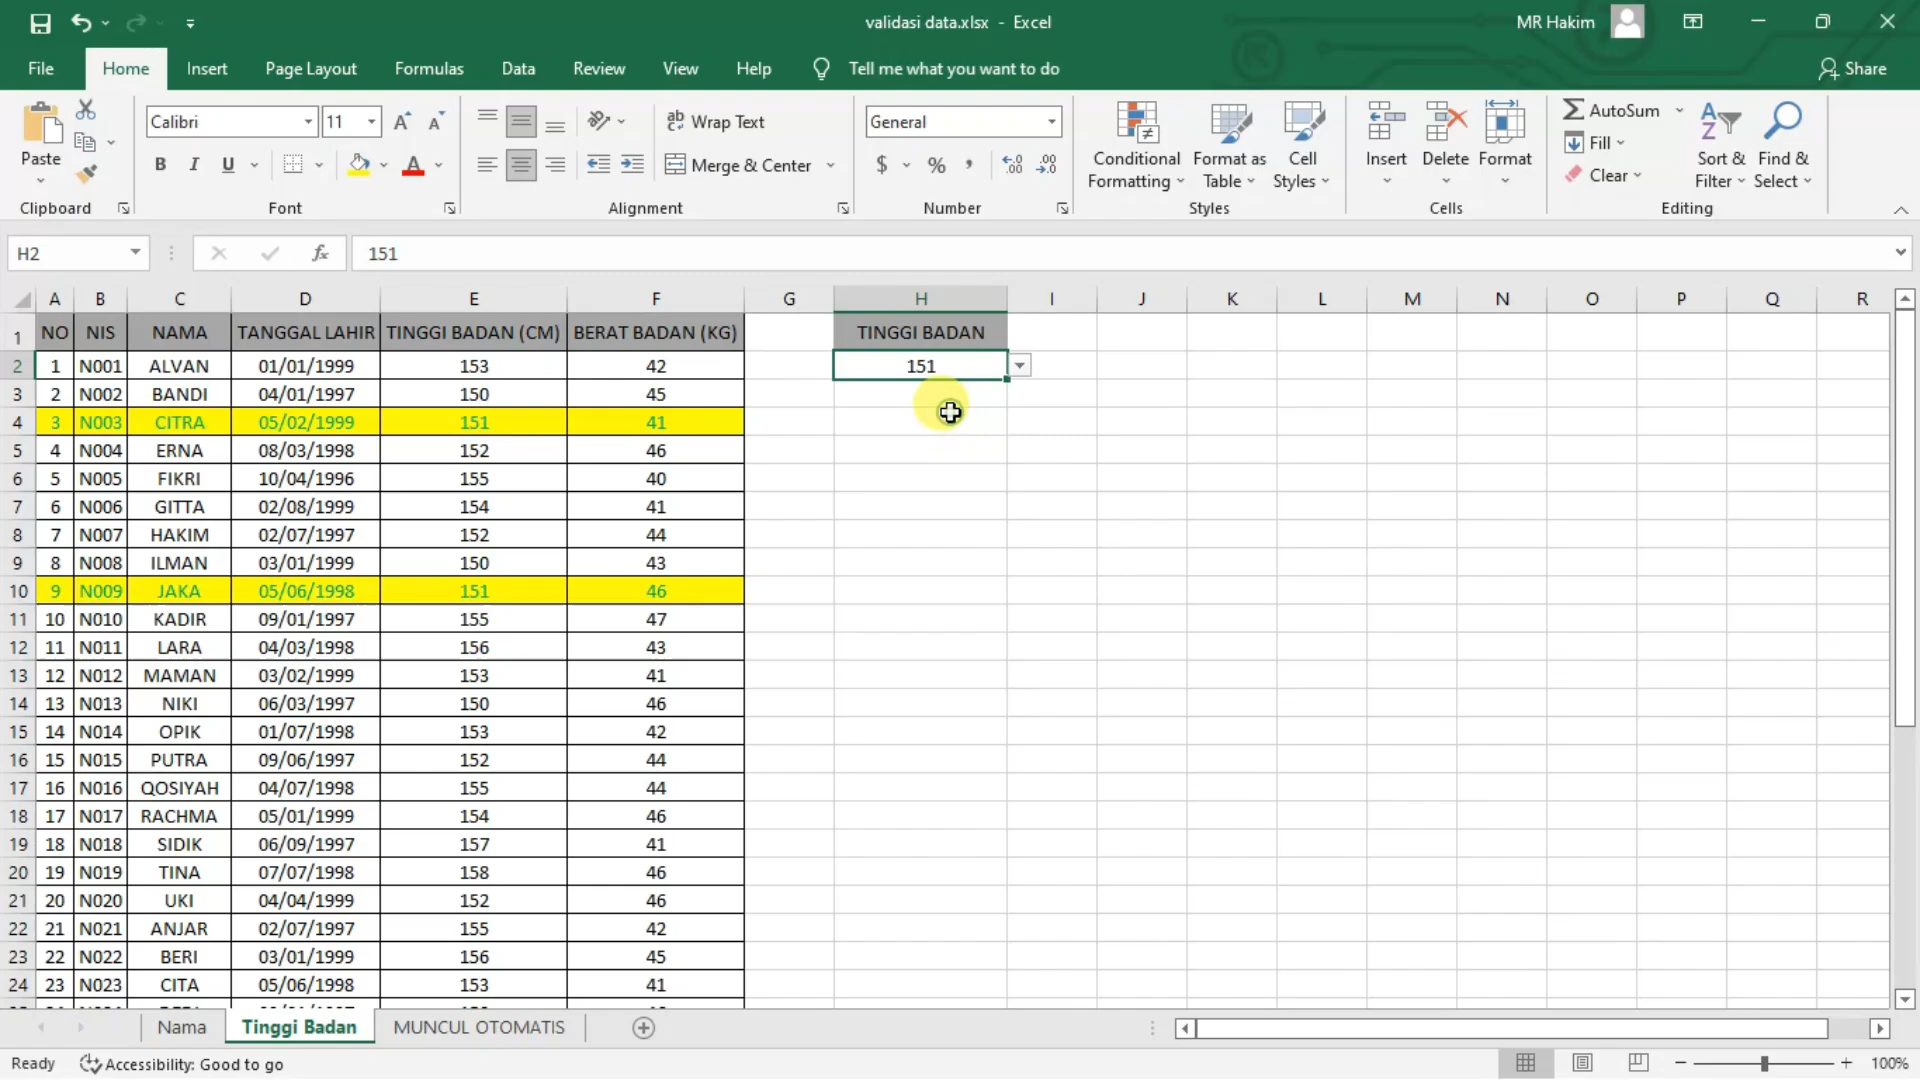 validasi data.xlsx - Excel
MR Hakim
File Home Insert Page Layout Formulas Data Review View Help Tell me what you want to do Share
Paste
Clipboard
Calibri 11
B I U A
Font
ab Wrap Text
Merge & Center
Alignment
General
$ % ,
Number
Conditional Formatting
Format as Table
Cell Styles
Styles
Insert Delete Format
Cells
AutoSum
Fill
Clear
Sort & Filter
Find & Select
Editing
H2 fx 151
A B C D E F G H I J K L M N O P Q R
1 NO NIS NAMA TANGGAL LAHIR TINGGI BADAN (CM) BERAT BADAN (KG) TINGGI BADAN
2 1 N001 ALVAN 01/01/1999 153 42 151
3 2 N002 BANDI 04/01/1997 150 45
4 3 N003 CITRA 05/02/1999 151 41
5 4 N004 ERNA 08/03/1998 152 46
6 5 N005 FIKRI 10/04/1996 155 40
7 6 N006 GITTA 02/08/1999 154 41
8 7 N007 HAKIM 02/07/1997 152 44
9 8 N008 ILMAN 03/01/1999 150 43
10 9 N009 JAKA 05/06/1998 151 46
11 10 N010 KADIR 09/01/1997 155 47
12 11 N011 LARA 04/03/1998 156 43
13 12 N012 MAMAN 03/02/1999 153 41
14 13 N013 NIKI 06/03/1997 150 46
15 14 N014 OPIK 01/07/1998 153 42
16 15 N015 PUTRA 09/06/1997 152 44
17 16 N016 QOSIYAH 04/07/1998 155 44
18 17 N017 RACHMA 05/01/1999 154 46
19 18 N018 SIDIK 06/09/1997 157 41
20 19 N019 TINA 07/07/1998 158 46
21 20 N020 UKI 04/04/1999 152 46
22 21 N021 ANJAR 02/07/1997 155 42
23 22 N022 BERI 03/01/1999 156 45
24 23 N023 CITA 05/06/1998 153 41
Nama Tinggi Badan MUNCUL OTOMATIS
Ready Accessibility: Good to go 100%